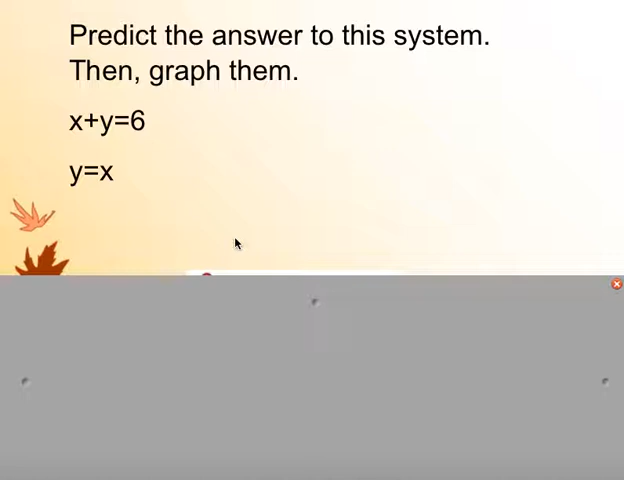 Predict the answer to this system.
Then, graph them.
x+y=6
y=x